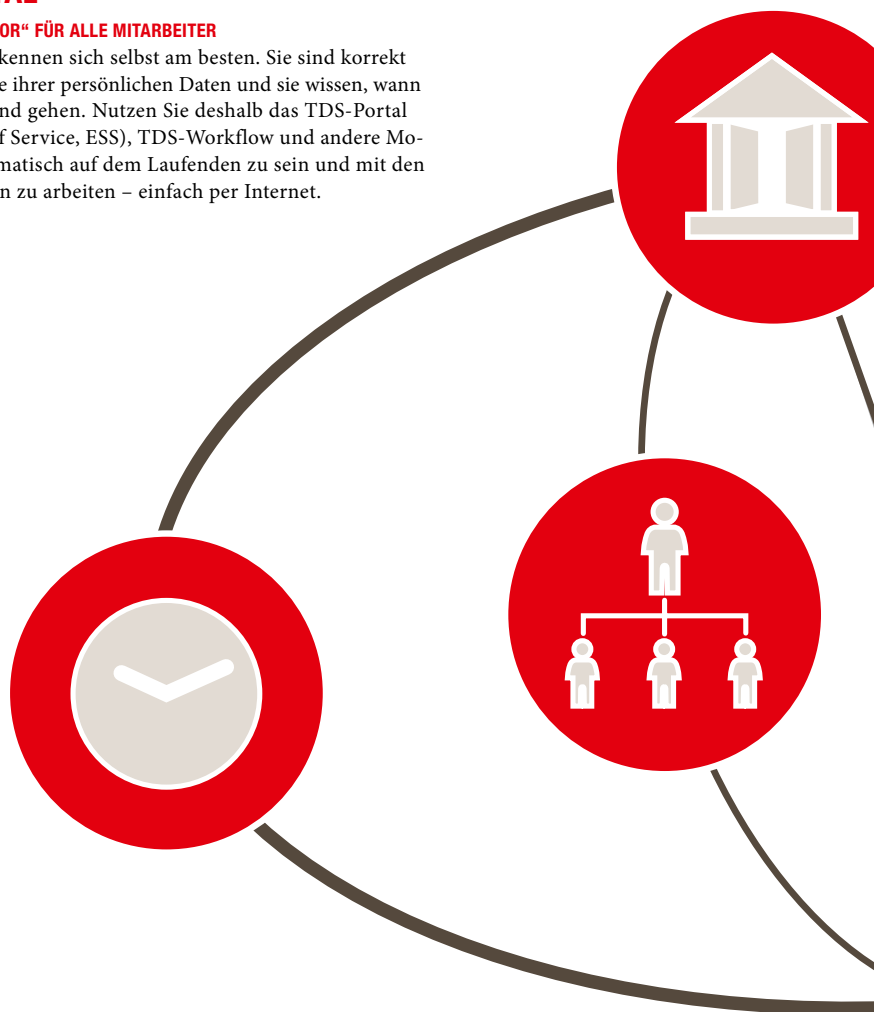 OR“ FÜR ALLE MITARBEITER
kennen sich selbst am besten. Sie sind korrekt
e ihrer persönlichen Daten und sie wissen, wann
nd gehen. Nutzen Sie deshalb das TDS-Portal
f Service, ESS), TDS-Workflow und andere Mo-
matisch auf dem Laufenden zu sein und mit den
n zu arbeiten – einfach per Internet.